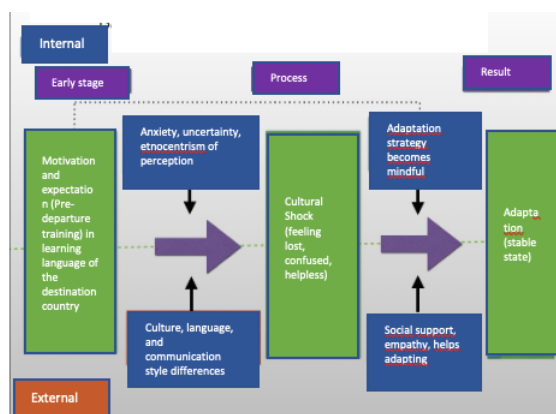 Internal
Early stage
Process
Result
Motivation
and
expectatio
n (Pre-
departure
training) in
learning
language of
the
destination
country
Anxiety, uncertainty,
etnocentrism of
perception
Culture, language,
and
communication
style differences
Cultural
Shock
(feeling
lost,
confused,
helpless)
Adaptation
strategy
becomes
mindful
Social support,
empathy, helps
adapting
Adapta
tion
(stable
state)
External